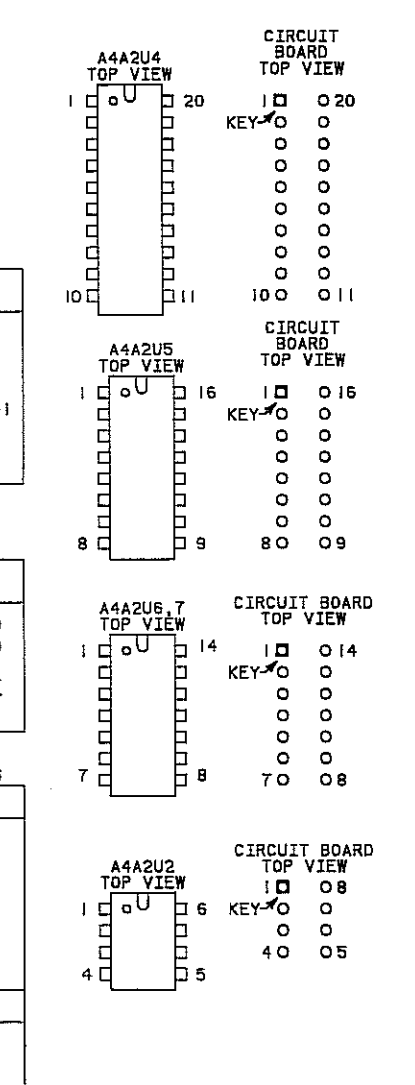 A4A2U4
TOP VIEW
1 20
10 11
CIRCUIT
BOARD
TOP VIEW
1 20
KEY
10 11
A4A2U5
TOP VIEW
1 16
8 9
CIRCUIT
BOARD
TOP VIEW
1 16
KEY
8 9
-1
A4A2U6,7
TOP VIEW
1 14
7 8
CIRCUIT BOARD
TOP VIEW
1 14
KEY
7 8
A4A2U2
TOP VIEW
1 6
4 5
CIRCUIT BOARD
TOP VIEW
1 8
KEY
4 5